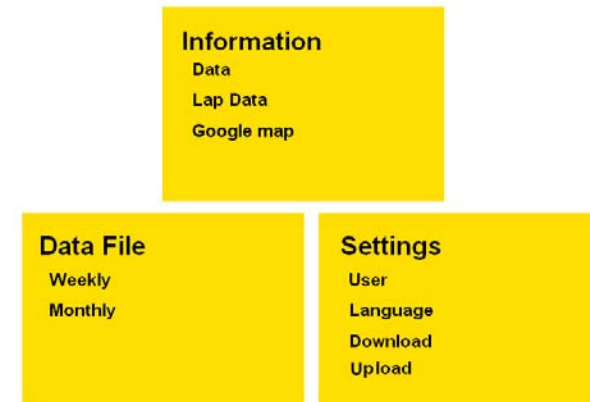 Information
Data
Lap Data
Google map
Data File
Weekly
Monthly
Settings
User
Language
Download
Upload